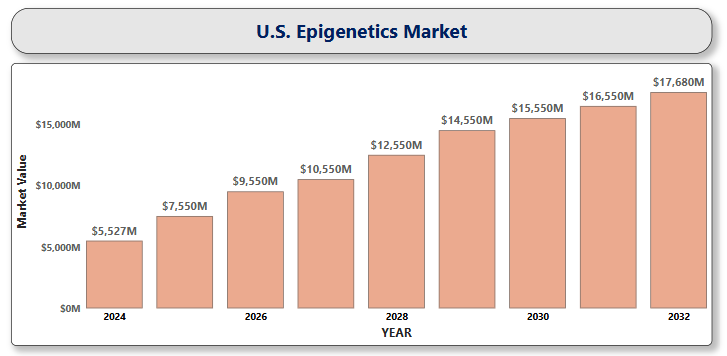 U.S. Epigenetics Market
$17,680M
$16,550M
$15,550M
$14,550M
$12,550M
$10,550M
$9,550M
$7,550M
$5,527M
$15,000M
$10,000M
$5,000M
$0M
Market Value
2024 2026 2028 2030 2032
YEAR